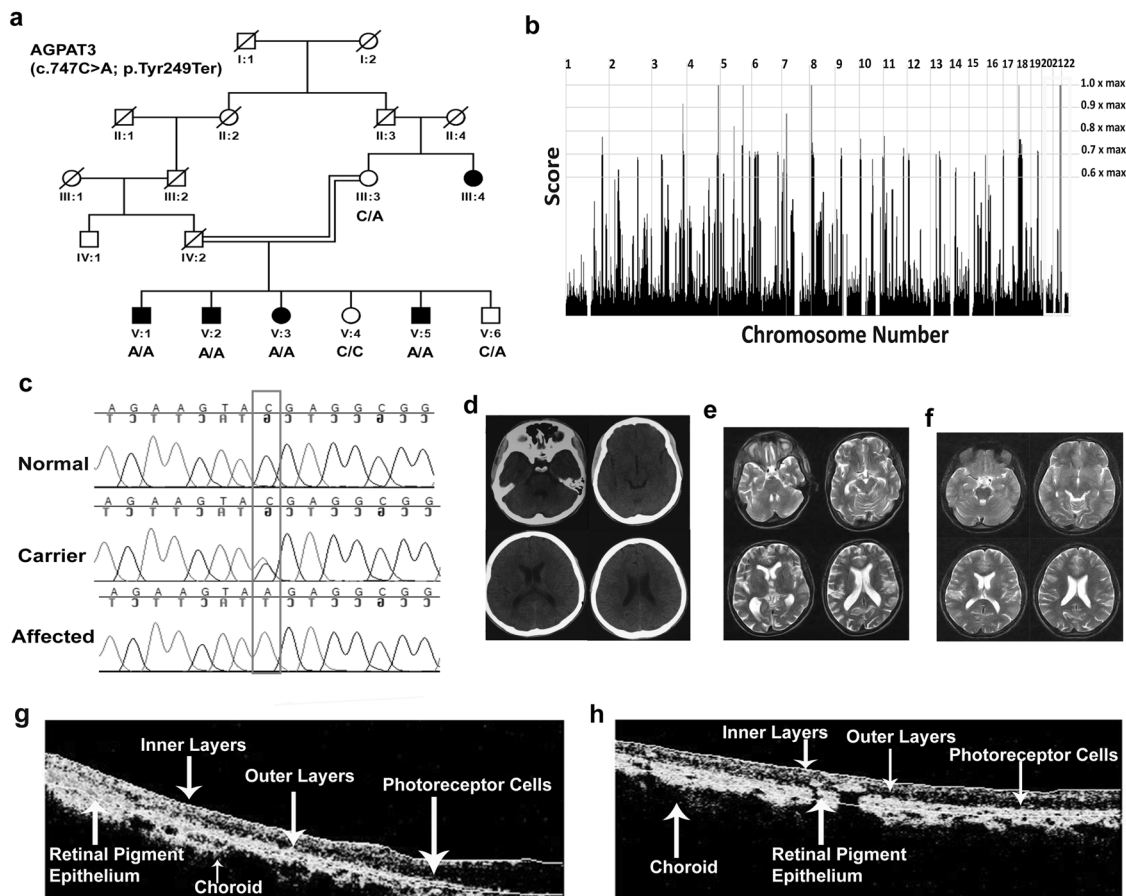 a
AGPAT3
(c.747C>A; p.Tyr249Ter)
I:1
I:2
II:1
II:2
II:3
II:4
III:1
III:2
III:3
III:4
C/A
IV:1
IV:2
V:1
V:2
V:3
V:4
V:5
V:6
A/A
A/A
A/A
C/C
A/A
C/A
b
1 2 3 4 5 6 7 8 9 10 11 12 13 14 15 16 17 18 19 202122
1.0 x max
0.9 x max
0.8 x max
0.7 x max
0.6 x max
Score
Chromosome Number
c
A G A A G T A C G A G G C G G
T C T T C A T G C T C C G C C
Normal
A G A A G T A C G A G G C G G
T C T T C A T G C T C C G C C
Carrier
A G A A G T A A G A G G C G G
T C T T C A T T C T C C G C C
Affected
d
e
f
g
Inner Layers
Outer Layers
Photoreceptor Cells
Retinal Pigment
Epithelium
Choroid
h
Inner Layers
Outer Layers
Photoreceptor Cells
Choroid
Retinal Pigment
Epithelium